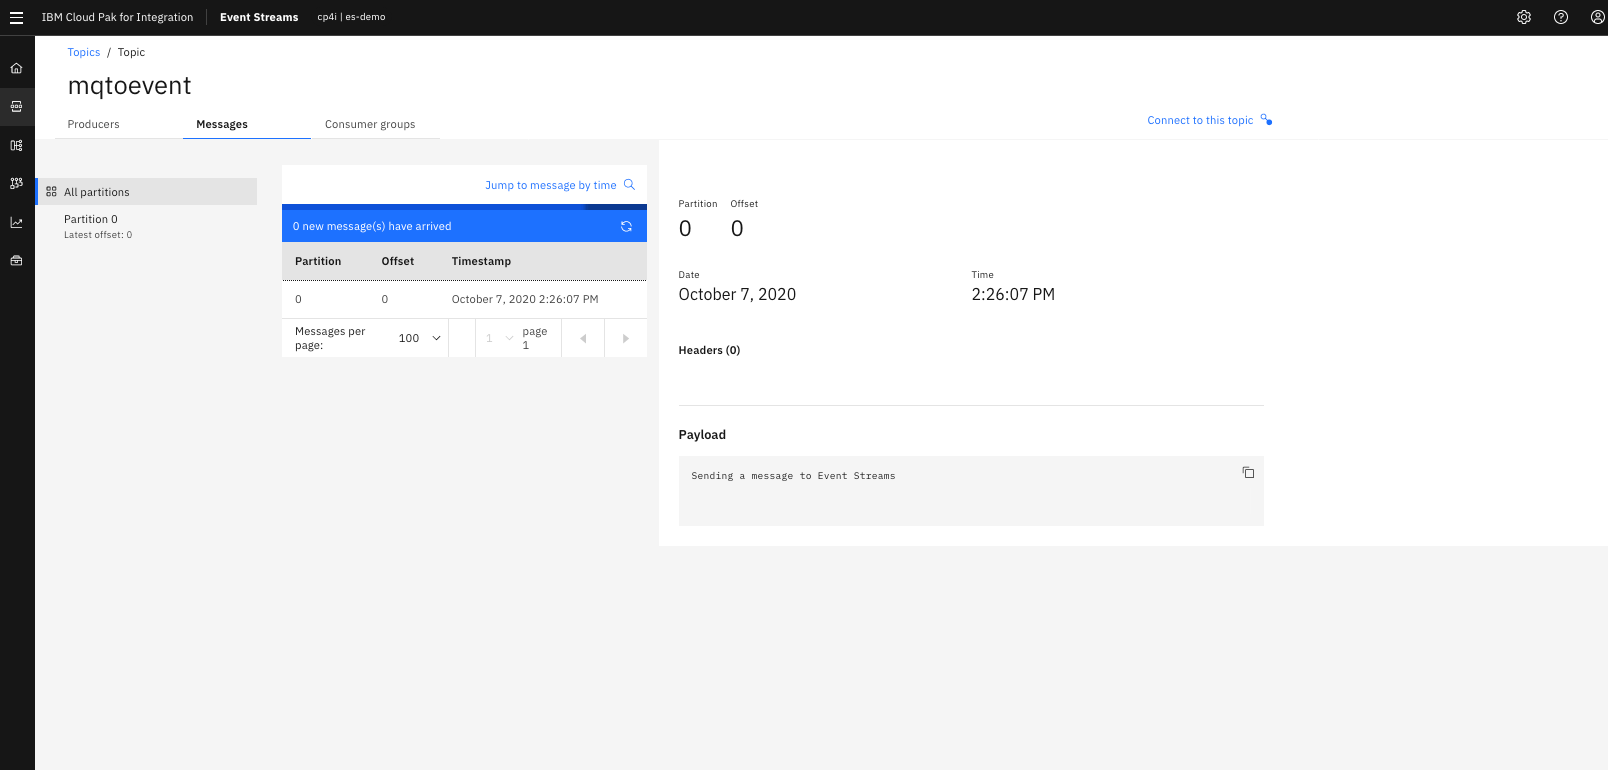 IBM Cloud Pak for Integration Event Streams cp4i | es-demo
Topics / Topic
mqtoevent
Producers Messages Consumer groups
Connect to this topic
All partitions
Partition 0
Latest offset: 0
Jump to message by time
0 new message(s) have arrived
Partition Offset Timestamp
0 0 October 7, 2020 2:26:07 PM
Messages per page: 100 1 page 1
Partition Offset
0 0
Date Time
October 7, 2020 2:26:07 PM
Headers (0)
Payload
Sending a message to Event Streams